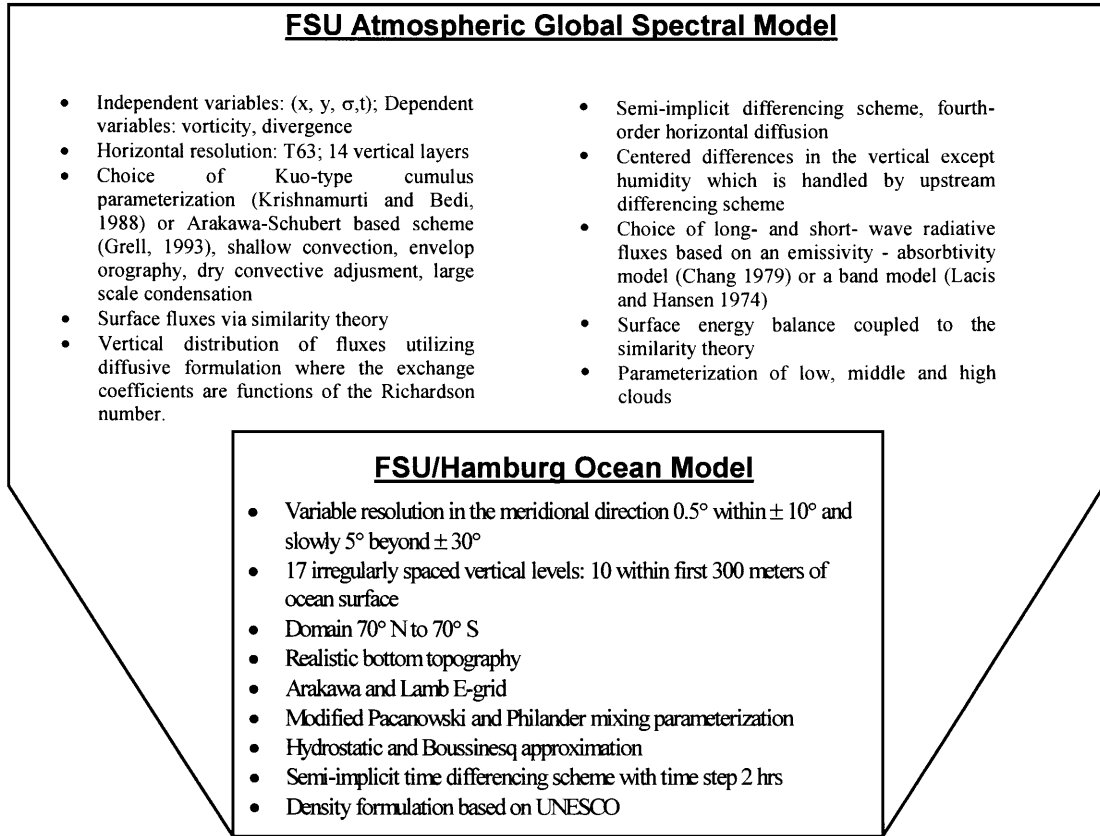 FSU Atmospheric Global Spectral Model
• Independent variables: (x, y, σ,t); Dependent
variables: vorticity, divergence
• Horizontal resolution: T63; 14 vertical layers
• Choice of Kuo-type cumulus
parameterization (Krishnamurti and Bedi,
1988) or Arakawa-Schubert based scheme
(Grell, 1993), shallow convection, envelop
orography, dry convective adjusment, large
scale condensation
• Surface fluxes via similarity theory
• Vertical distribution of fluxes utilizing
diffusive formulation where the exchange
coefficients are functions of the Richardson
number.
• Semi-implicit differencing scheme, fourth-
order horizontal diffusion
• Centered differences in the vertical except
humidity which is handled by upstream
differencing scheme
• Choice of long- and short- wave radiative
fluxes based on an emissivity - absorbtivity
model (Chang 1979) or a band model (Lacis
and Hansen 1974)
• Surface energy balance coupled to the
similarity theory
• Parameterization of low, middle and high
clouds
FSU/Hamburg Ocean Model
• Variable resolution in the meridional direction 0.5° within ± 10° and
slowly 5° beyond ± 30°
• 17 irregularly spaced vertical levels: 10 within first 300 meters of
ocean surface
• Domain 70° N to 70° S
• Realistic bottom topography
• Arakawa and Lamb E-grid
• Modified Pacanowski and Philander mixing parameterization
• Hydrostatic and Boussinesq approximation
• Semi-implicit time differencing scheme with time step 2 hrs
• Density formulation based on UNESCO